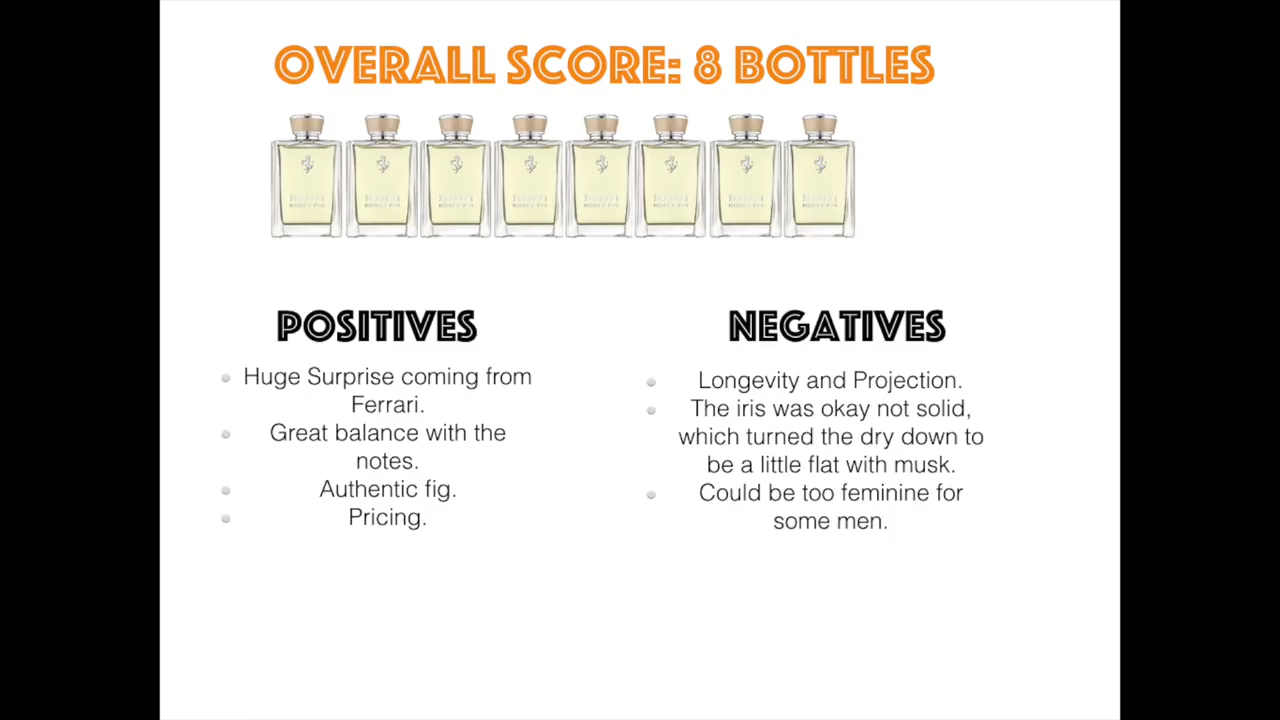 OVERALL SCORE: 8 BOTTLES
POSITIVES
Huge Surprise coming from
Ferrari.
Great balance with the
notes.
Authentic fig.
Pricing.
NEGATIVES
Longevity and Projection.
The iris was okay not solid,
which turned the dry down to
be a little flat with musk.
Could be too feminine for
some men.